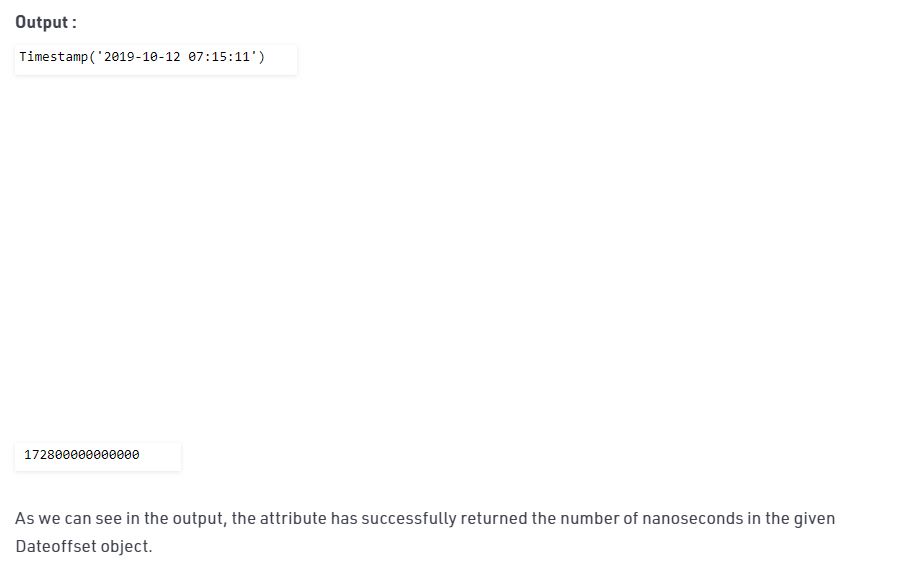 Output :
Timestamp('2019-10-12 07:15:11')
172800000000000
As we can see in the output, the attribute has successfully returned the number of nanoseconds in the given
Dateoffset object.